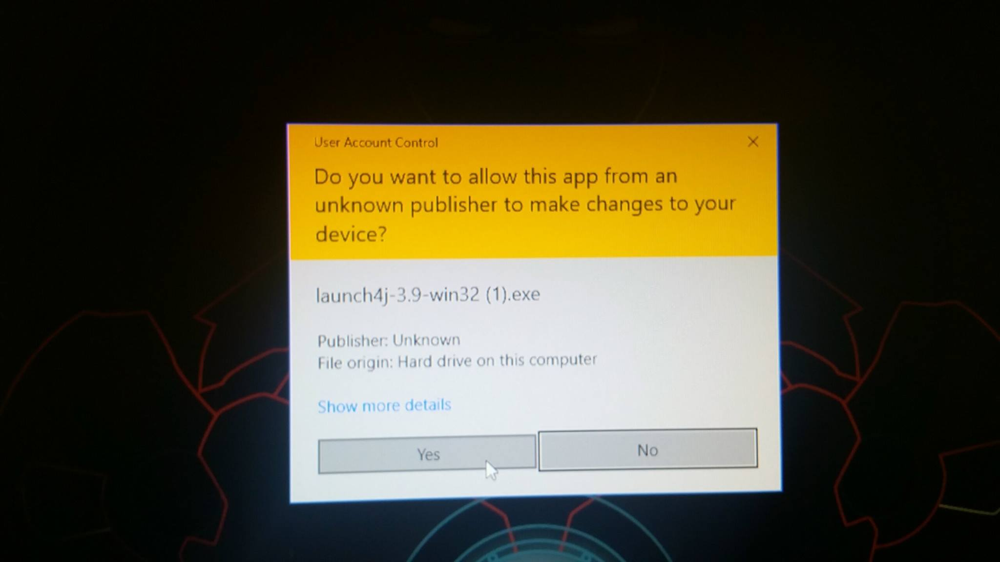 User Account Control
Do you want to allow this app from an
unknown publisher to make changes to your
device?
launch4j-3.9-win32 (1).exe
Publisher: Unknown
File origin: Hard drive on this computer
Show more details
Yes
No